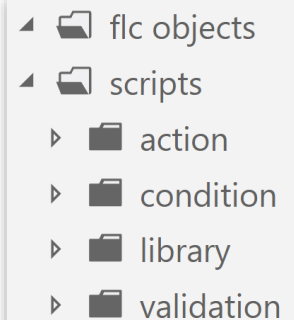 flc objects
scripts
action
condition
library
validation